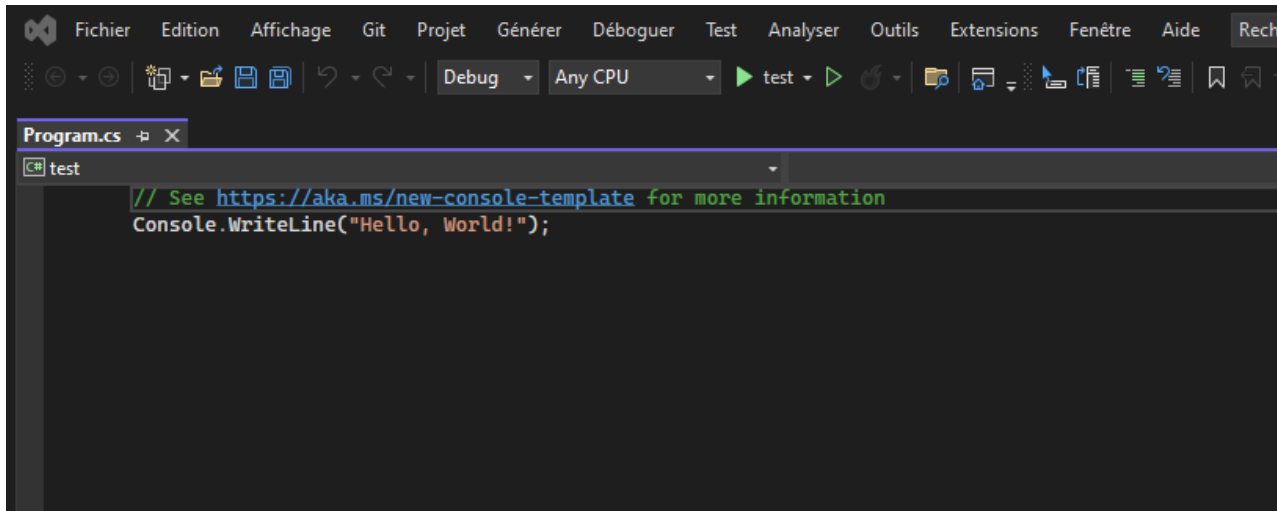 Fichier Edition Affichage Git Projet Générer Déboguer Test Analyser Outils Extensions Fenêtre Aide Rech
Debug Any CPU test
Program.cs
C# test
// See https://aka.ms/new-console-template for more information
Console.WriteLine("Hello, World!");